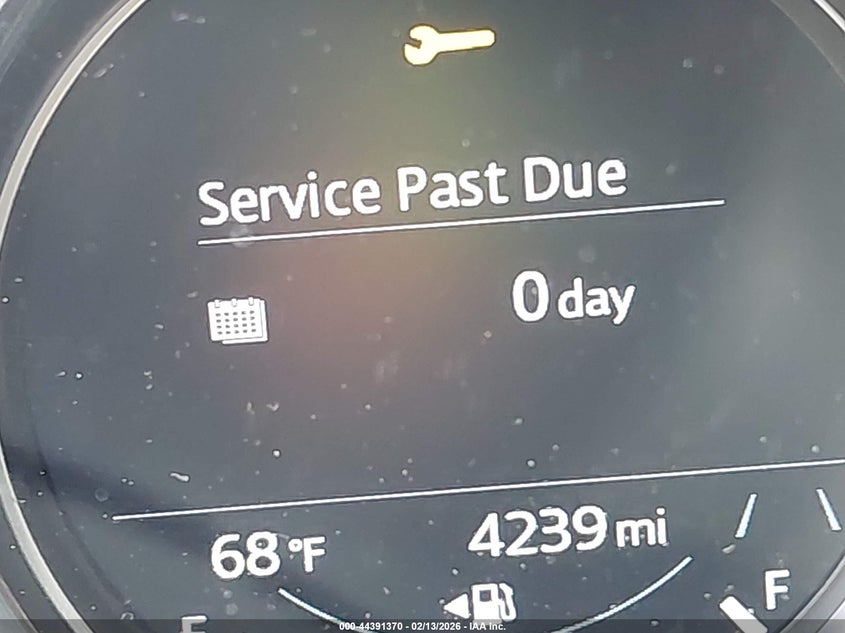 Service Past Due
0 day
68 °F
4239 mi
F
000-44391370 - 02/13/2026 - IAA Inc.